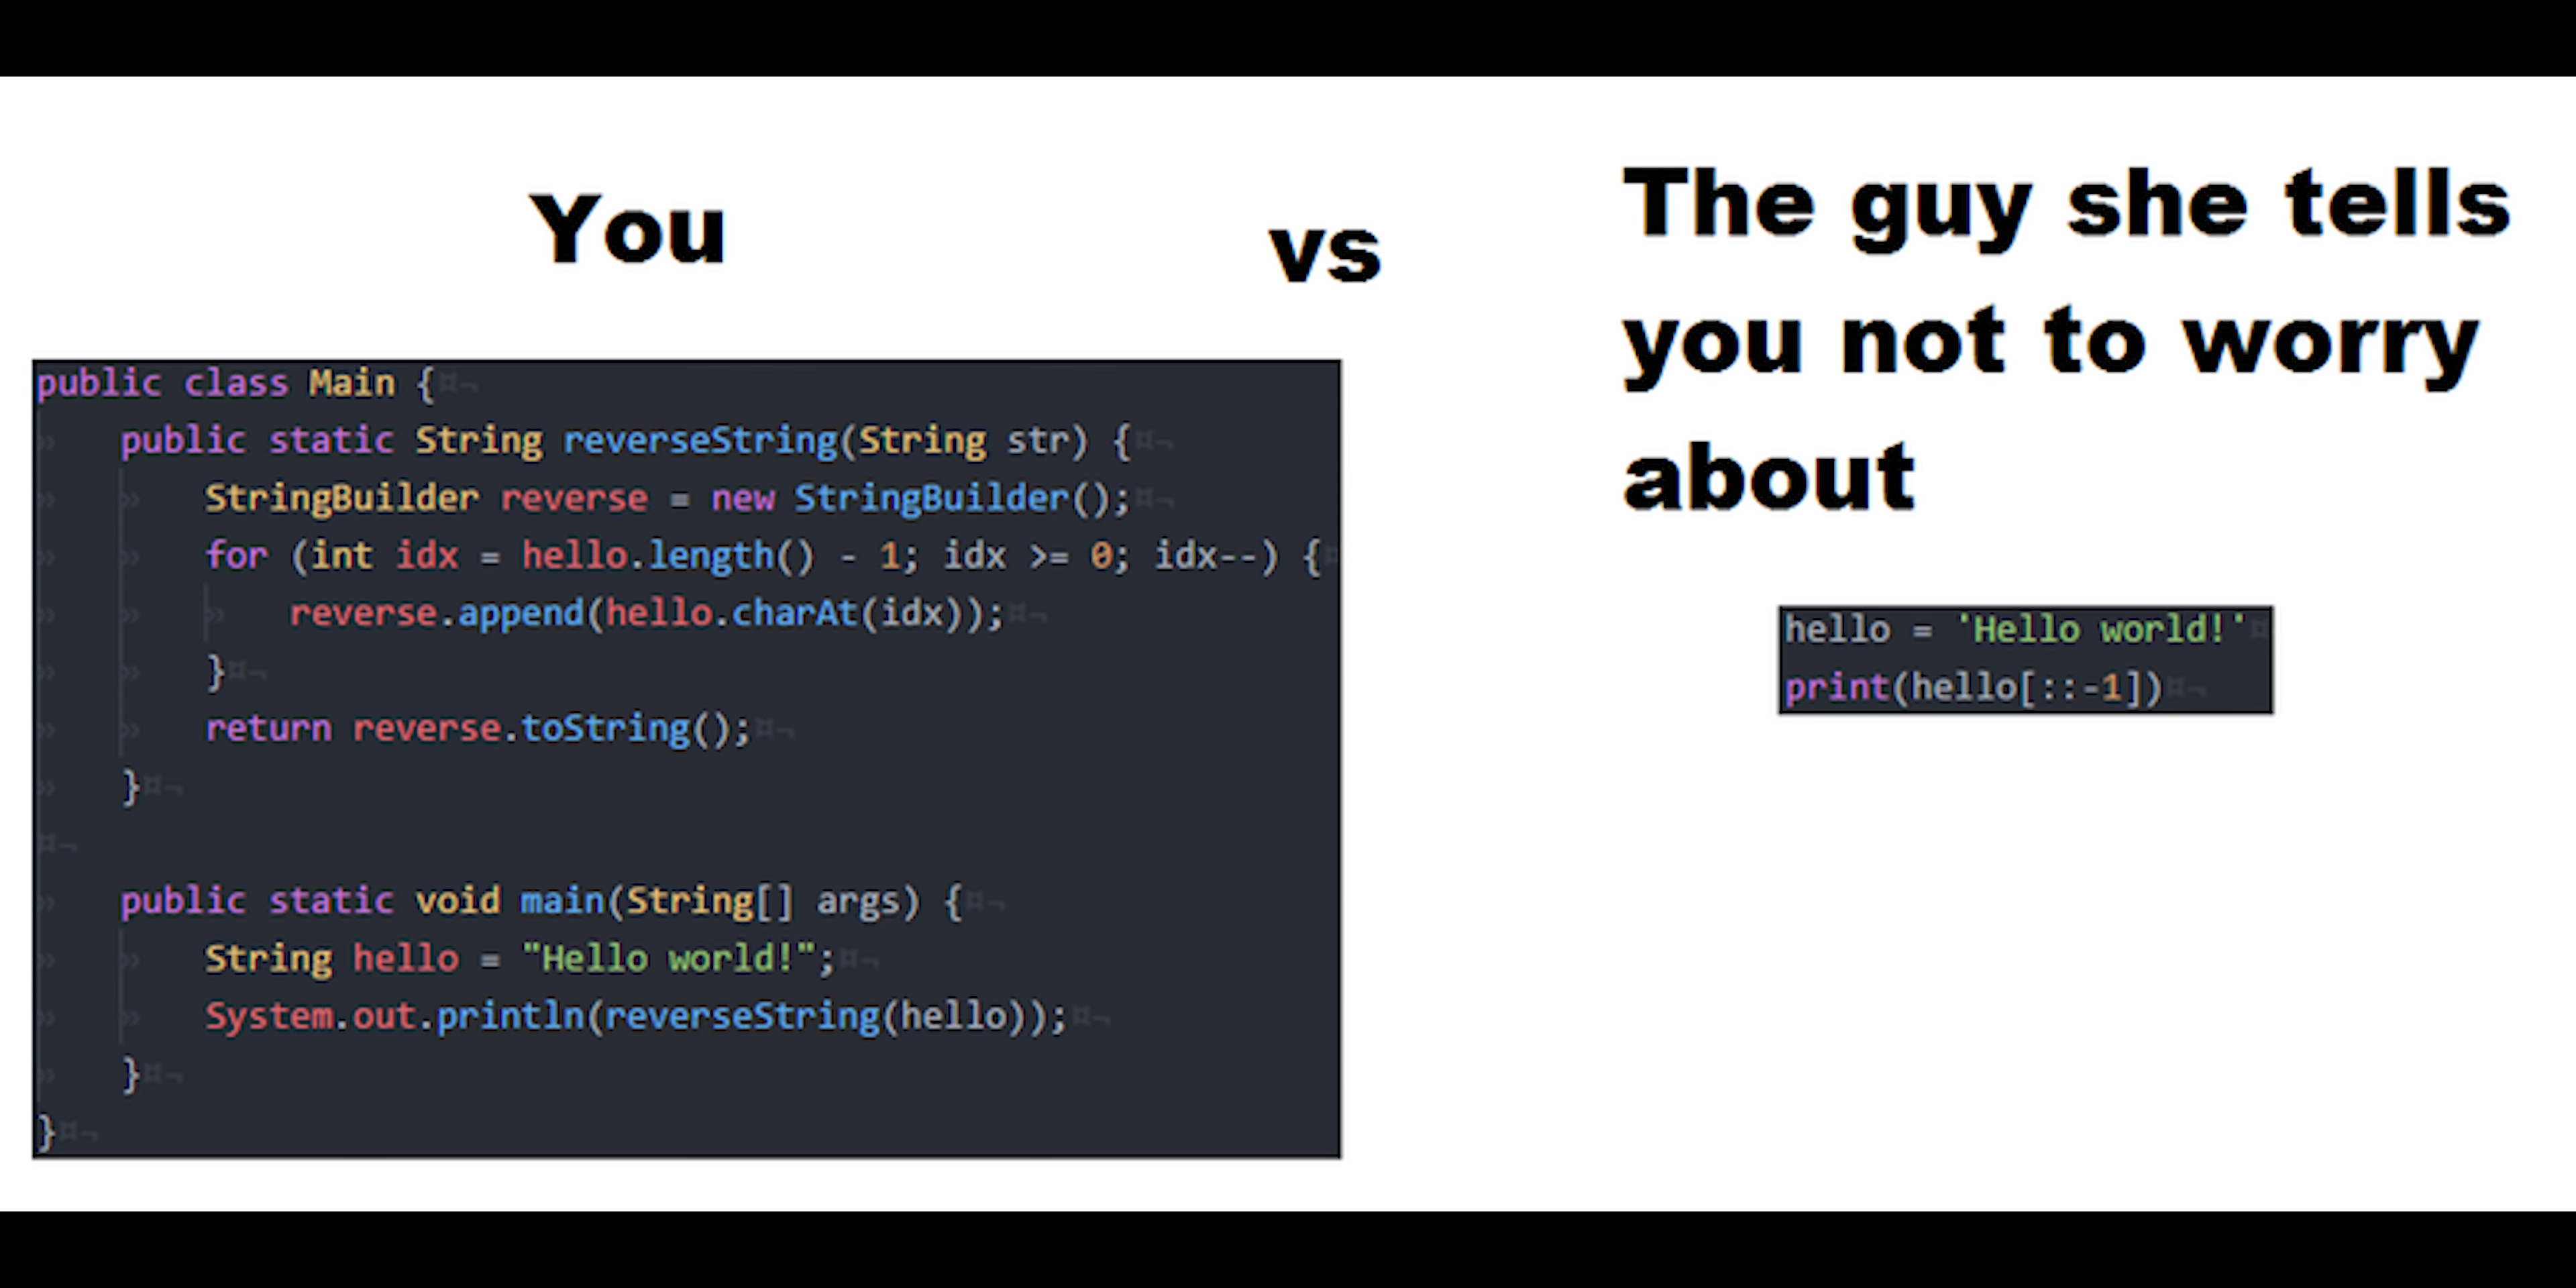 You
vs
The guy she tells
you not to worry
about
public class Main {
    public static String reverseString(String str) {
        StringBuilder reverse = new StringBuilder();
        for (int idx = hello.length() - 1; idx >= 0; idx--) {
            reverse.append(hello.charAt(idx));
        }
        return reverse.toString();
    }

    public static void main(String[] args) {
        String hello = "Hello world!";
        System.out.println(reverseString(hello));
    }
}
hello = 'Hello world!'
print(hello[::-1])